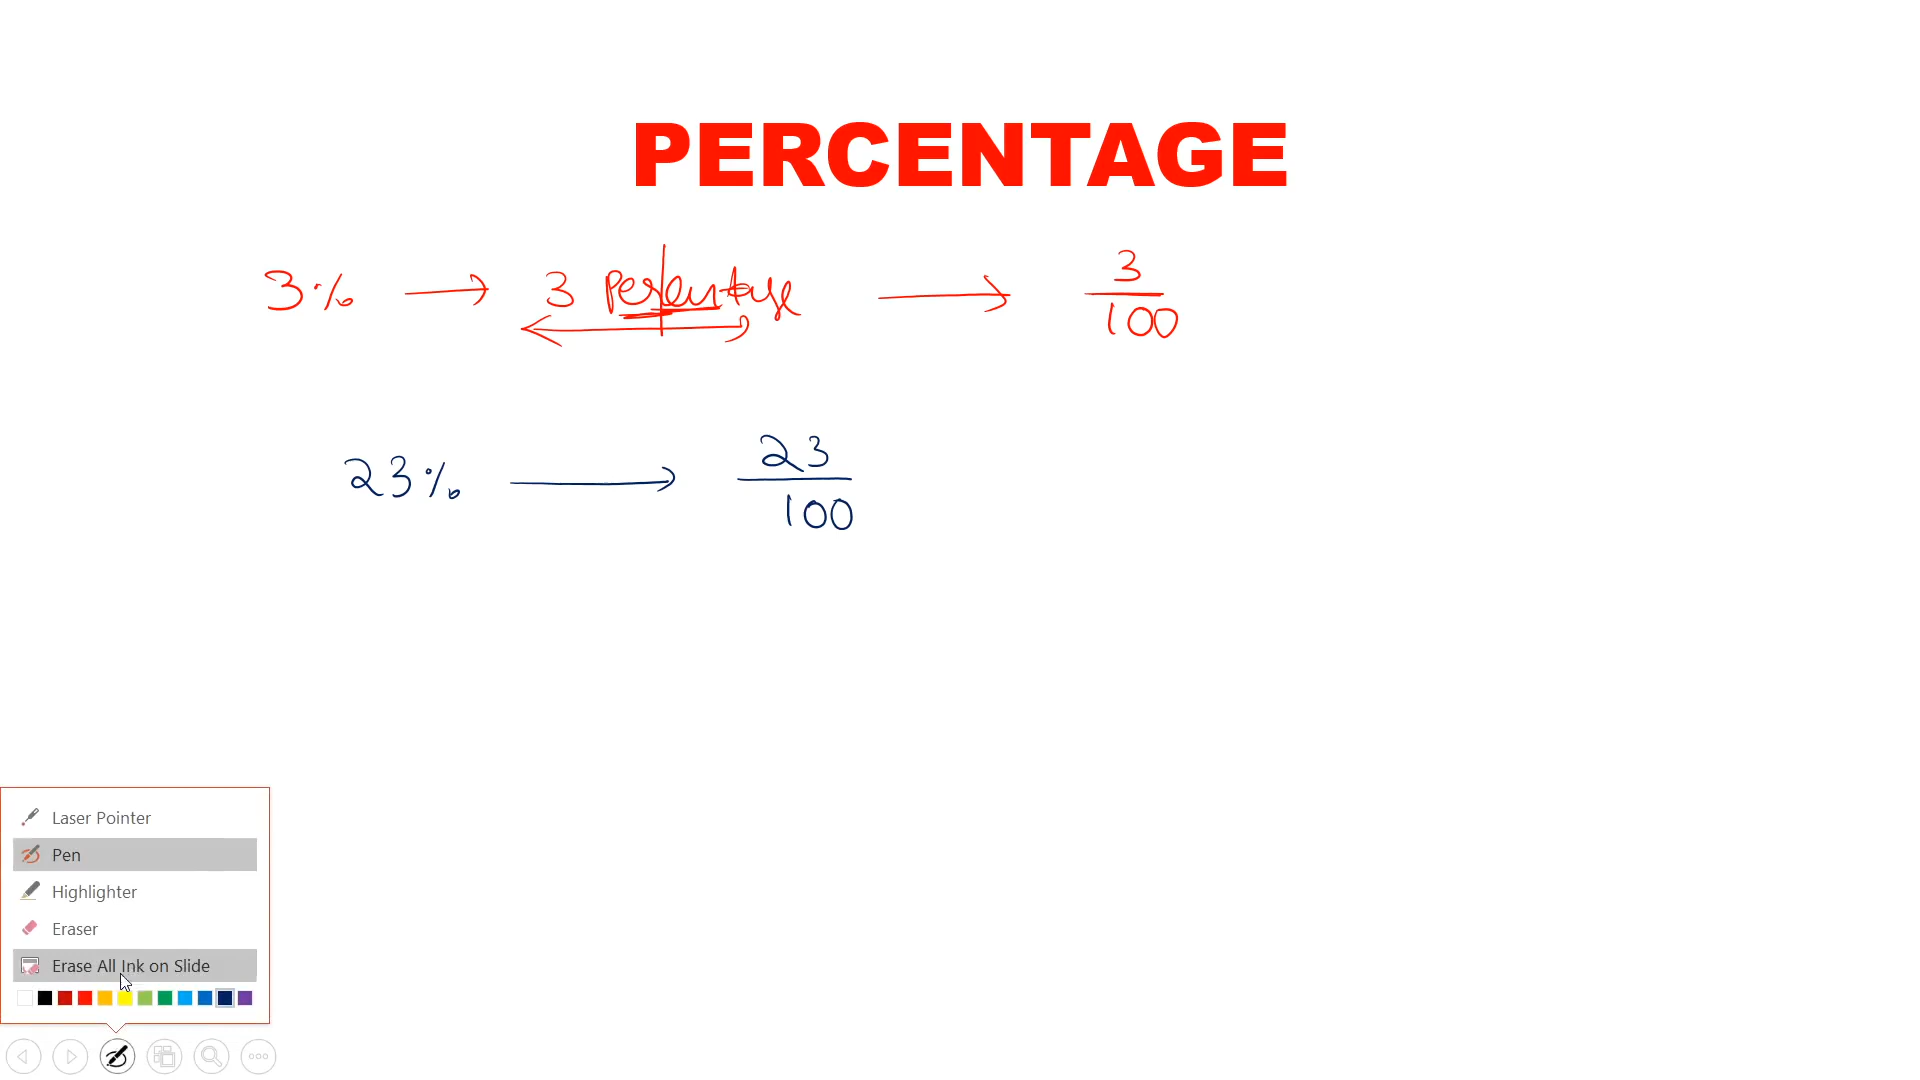 PERCENTAGE
3% → 3 Percentage → 3/100
23% → 23/100
Laser Pointer
Pen
Highlighter
Eraser
Erase All Ink on Slide